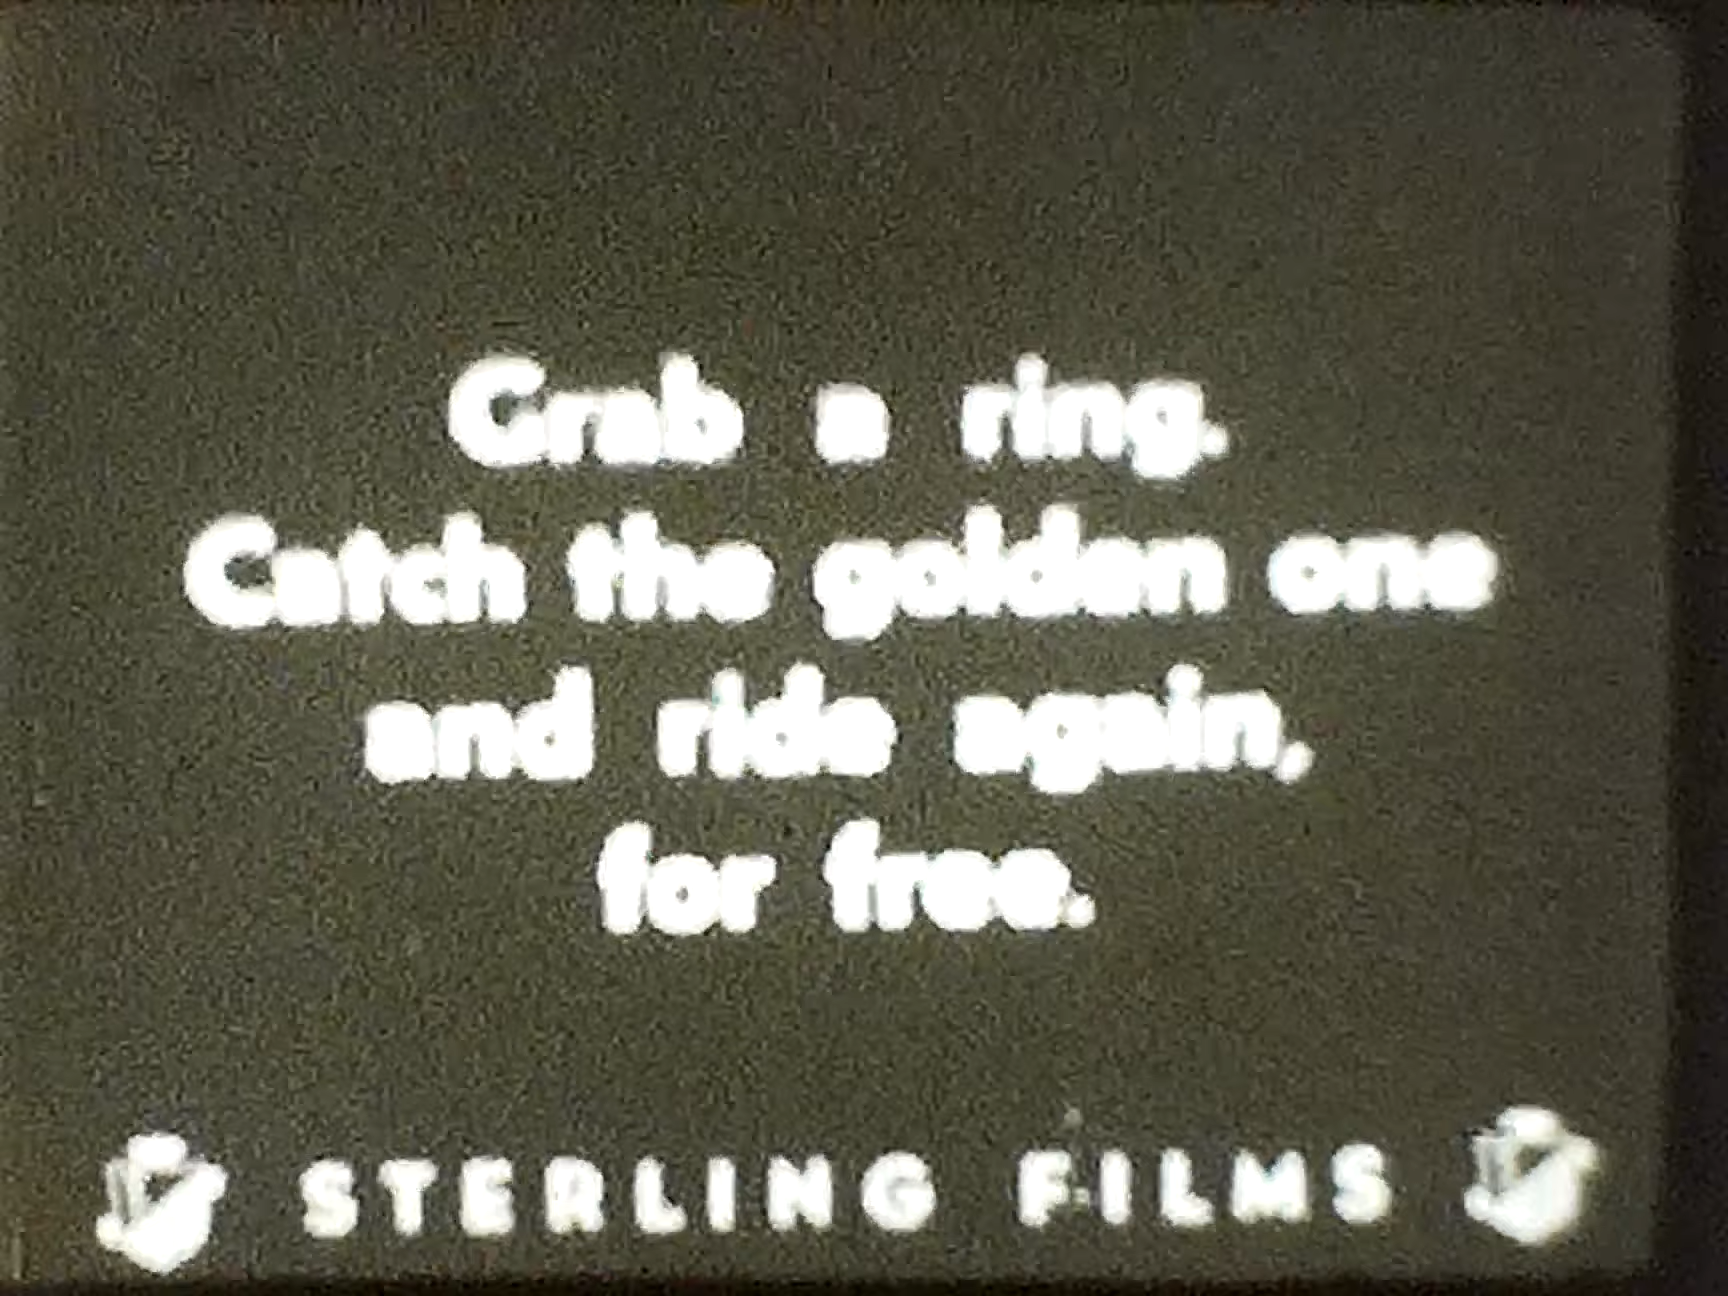 Grab a ring.
Catch the golden one
and ride again,
for free.
STERLING FILMS